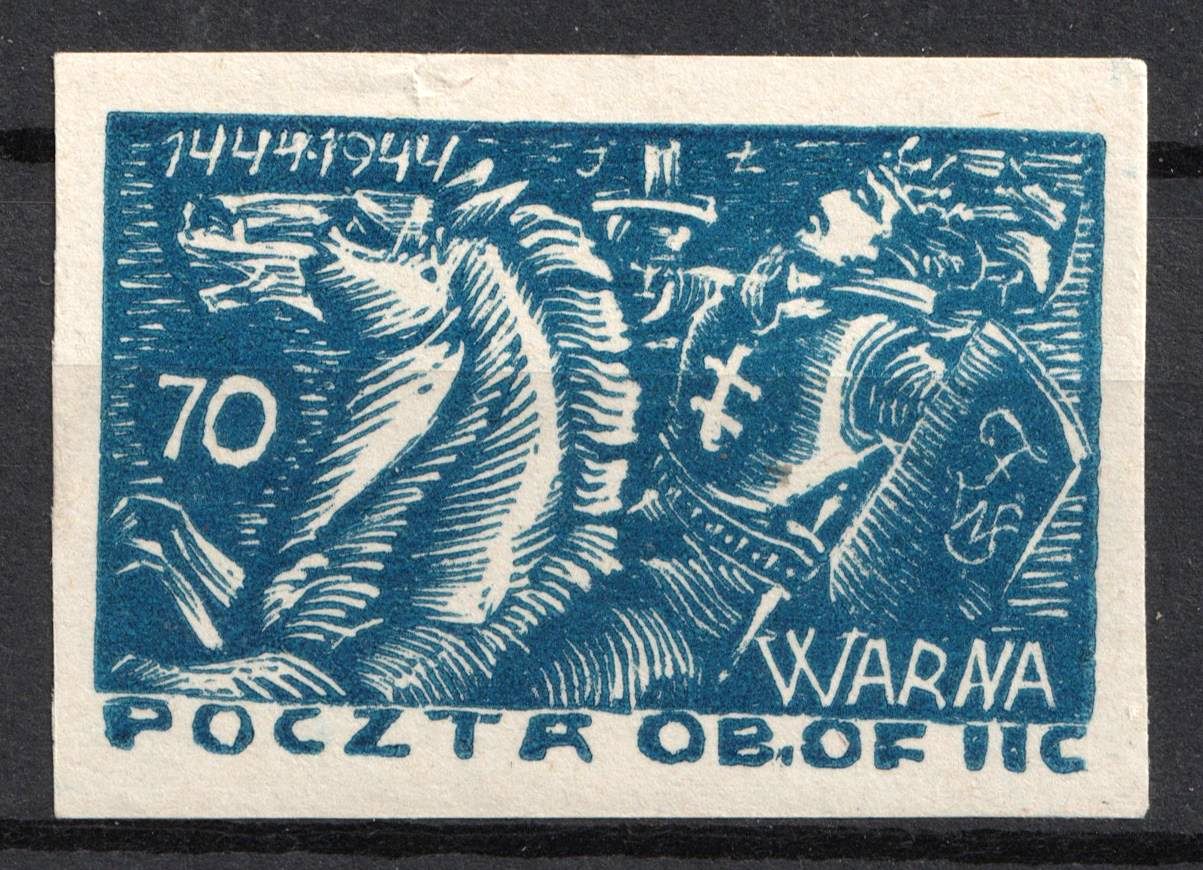 1444·1944
70
WARNA
POCZTA OB.OF IIC